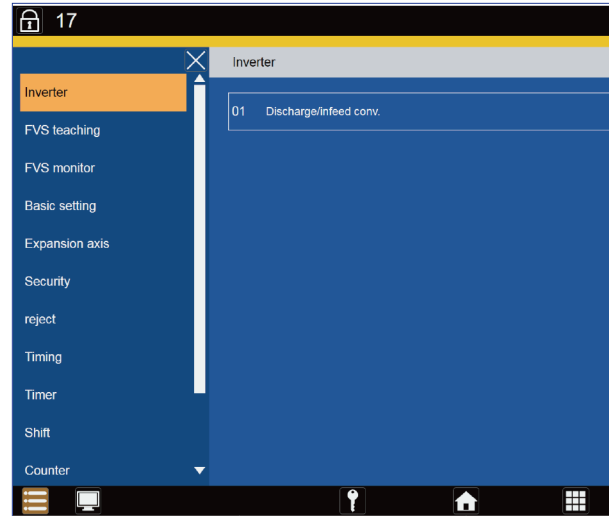 17
Inverter
Inverter
01 Discharge/infeed conv.
FVS teaching
FVS monitor
Basic setting
Expansion axis
Security
reject
Timing
Timer
Shift
Counter